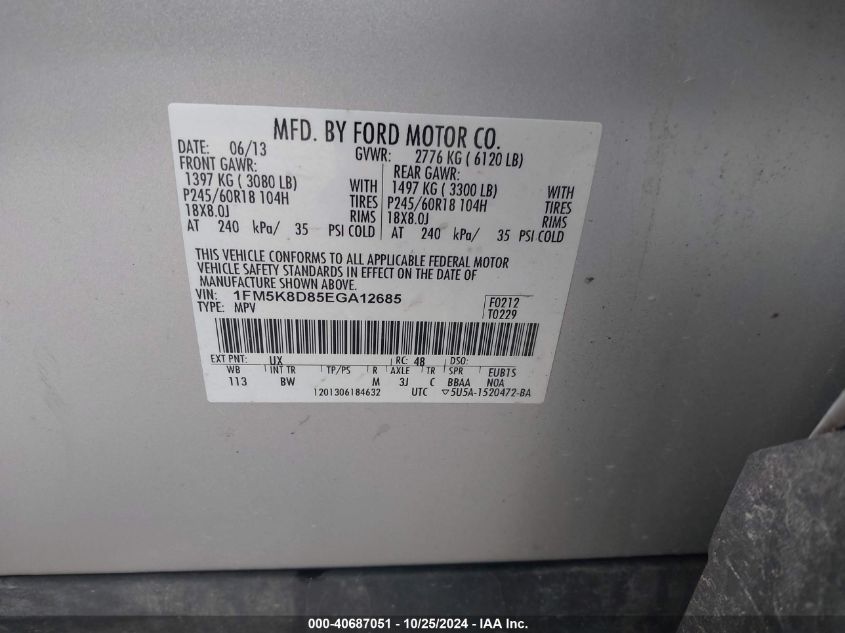 MFD. BY FORD MOTOR CO.
DATE: 06/13 GVWR: 2776 KG ( 6120 LB)
FRONT GAWR: REAR GAWR:
1397 KG ( 3080 LB) WITH 1497 KG ( 3300 LB) WITH
P245/60R18 104H TIRES P245/60R18 104H TIRES
18X8.0J RIMS 18X8.0J RIMS
AT 240 kPa/ 35 PSI COLD AT 240 kPa/ 35 PSI COLD
THIS VEHICLE CONFORMS TO ALL APPLICABLE FEDERAL MOTOR
VEHICLE SAFETY STANDARDS IN EFFECT ON THE DATE OF
MANUFACTURE SHOWN ABOVE.
VIN: 1FM5K8D85EGA12685 F0212
TYPE: MPV T0229
EXT PNT: UX RC: 48 DSO:
WB INT TR TP/PS R AXLE TR SPR EUB1S
113 BW M 3J C BBAA NOA
1201306184632 UTC ▽5U5A-1520472-BA
000-40687051 - 10/25/2024 - IAA Inc.